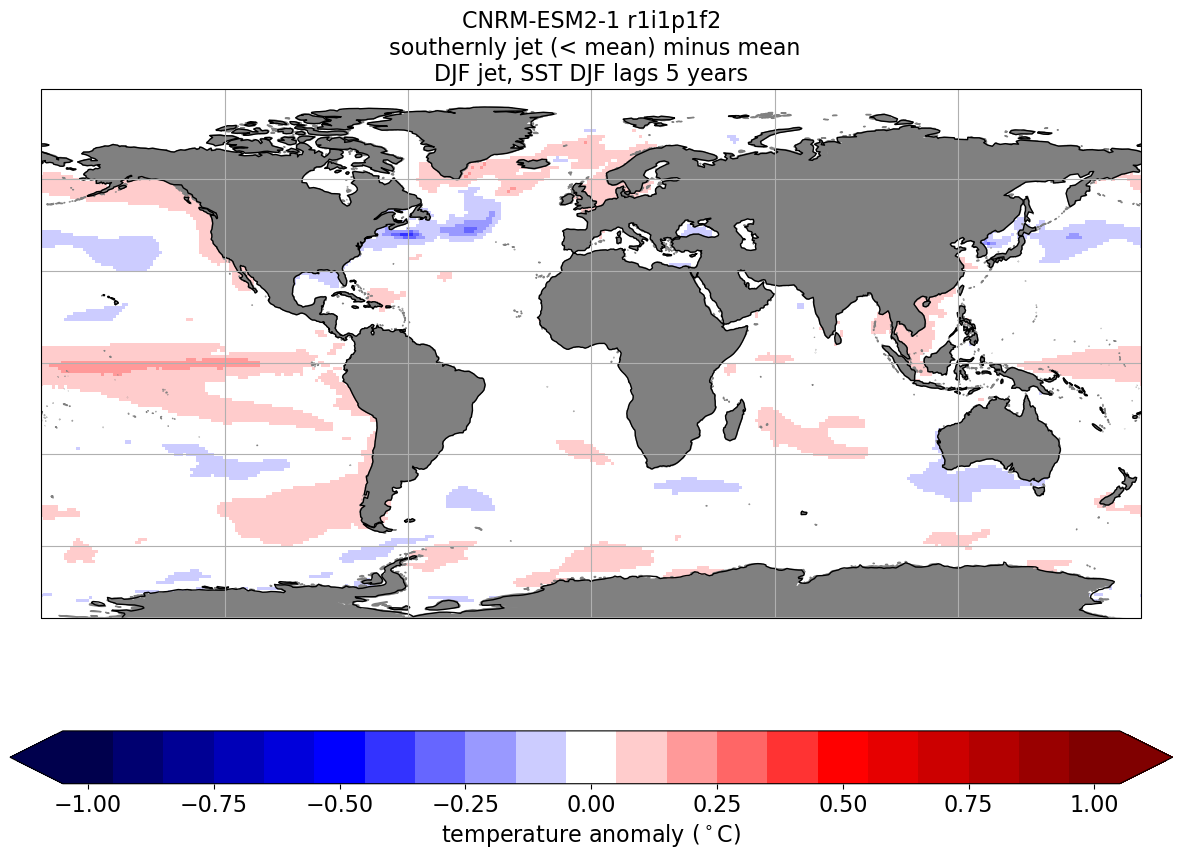 CNRM-ESM2-1 r1i1p1f2
southernly jet (< mean) minus mean
DJF jet, SST DJF lags 5 years
−1.00 −0.75 −0.50 −0.25 0.00 0.25 0.50 0.75 1.00
temperature anomaly (°C)